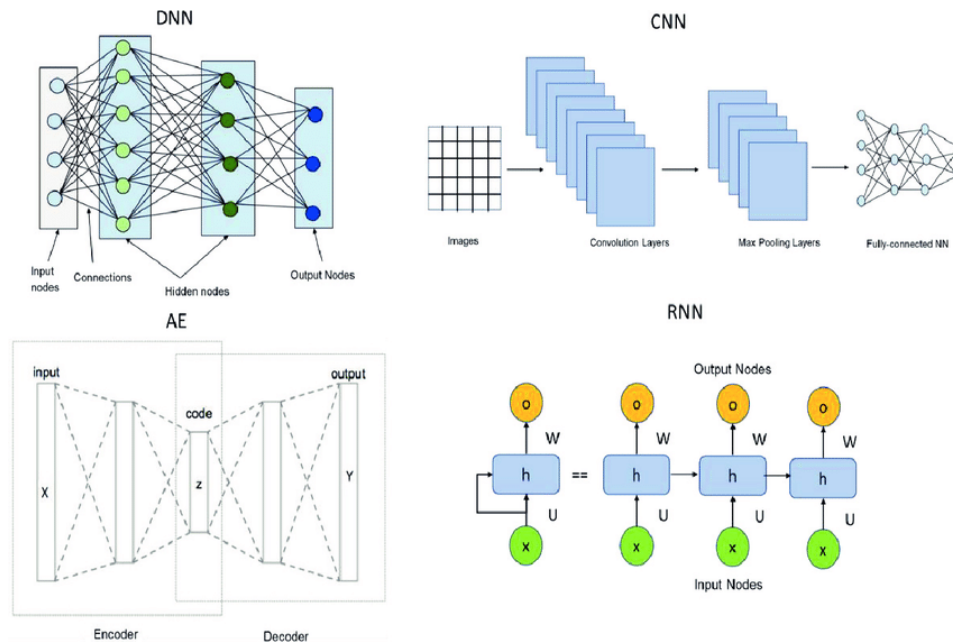 DNN
Input
nodes
Connections
Hidden nodes
Output Nodes
CNN
Images
Convolution Layers
Max Pooling Layers
Fully-connected NN
AE
input
output
code
X
z
Y
Encoder
Decoder
RNN
Output Nodes
o
o
o
o
W
W
W
W
h
==
h
h
h
U
U
U
U
x
x
x
x
Input Nodes